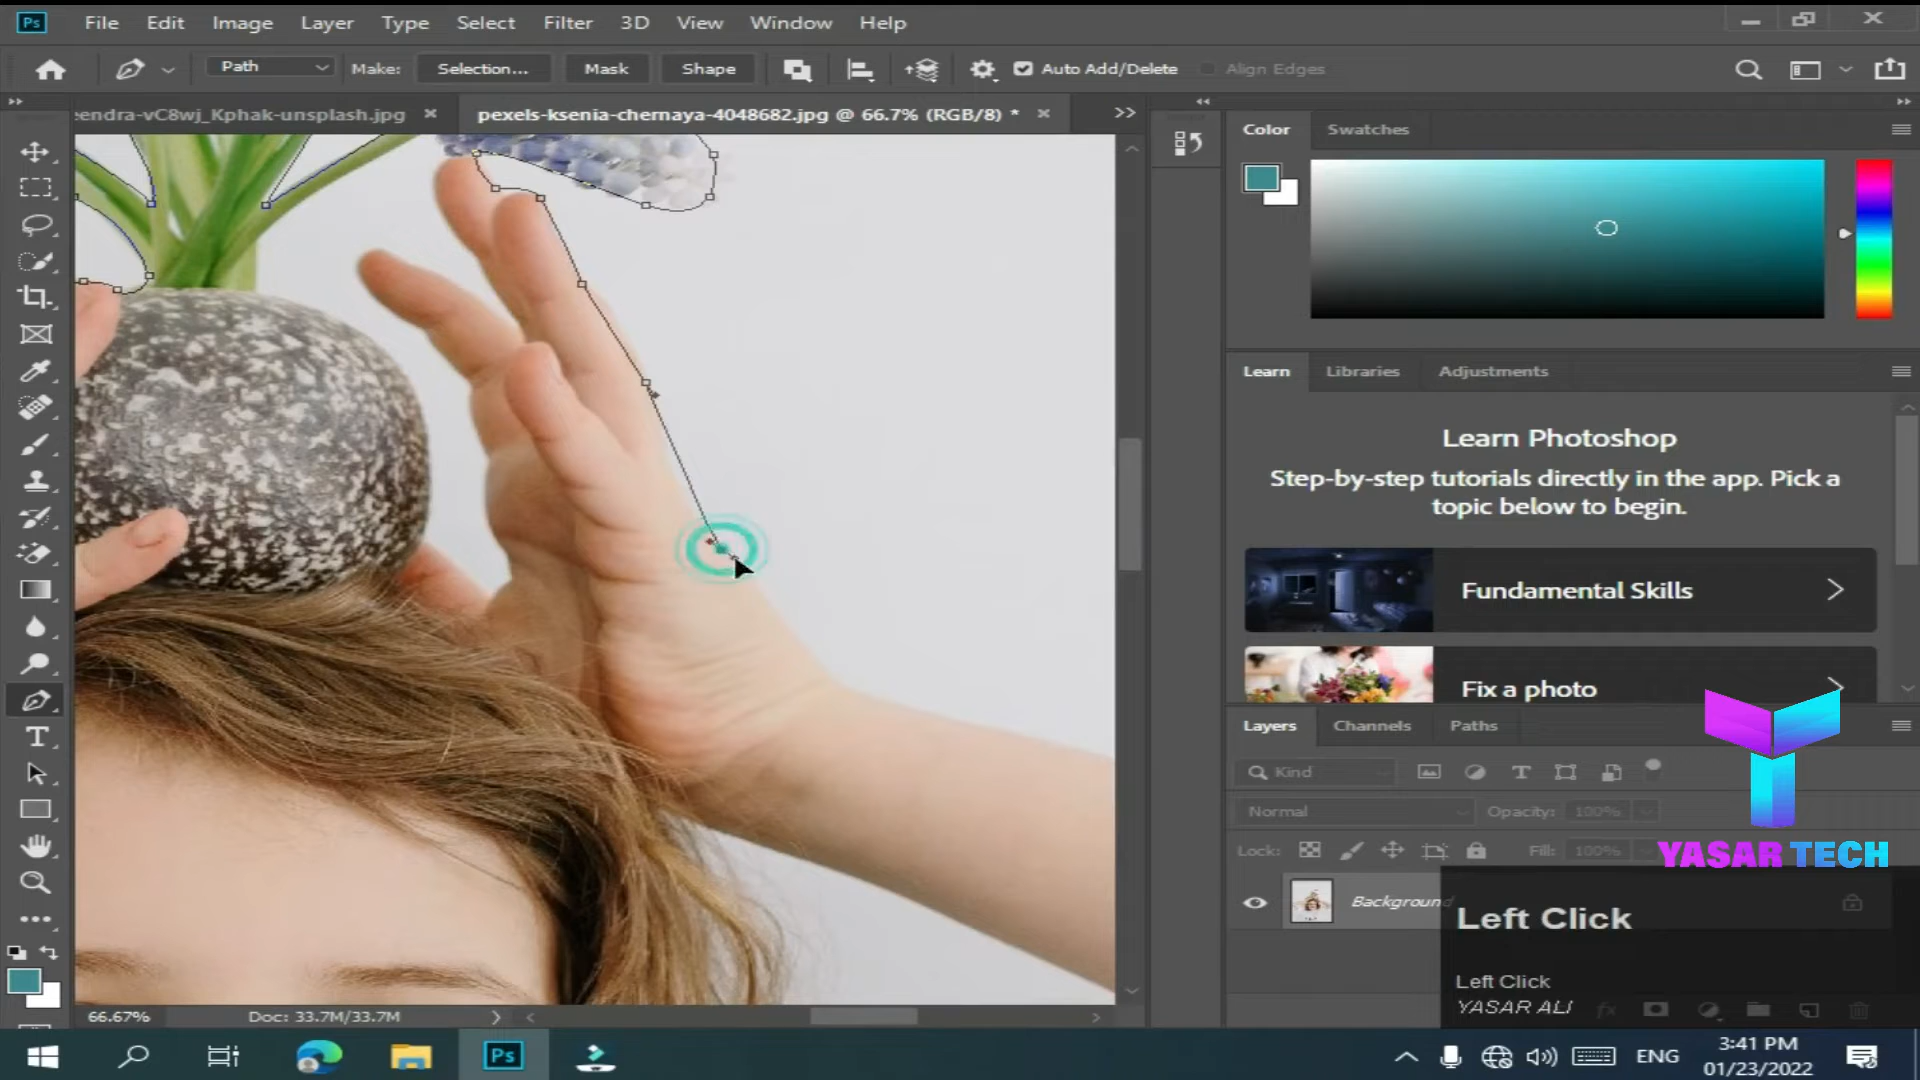 Ps File Edit Image Layer Type Select Filter 3D View Window Help
Path Make: Selection... Mask Shape Auto Add/Delete Align Edges
eendra-vC8wj_Kphak-unsplash.jpg × pexels-ksenia-chernaya-4048682.jpg @ 66.7% (RGB/8) * ×
Color Swatches
Learn Libraries Adjustments
Learn Photoshop
Step-by-step tutorials directly in the app. Pick a
topic below to begin.
Fundamental Skills
Fix a photo
Layers Channels Paths
Kind
Normal Opacity: 100%
Lock: Fill: 100%
YASAR TECH
Background
Left Click
Left Click
YASAR ALI
66.67% Doc: 33.7M/33.7M
Ps ENG 3:41 PM
01/23/2022